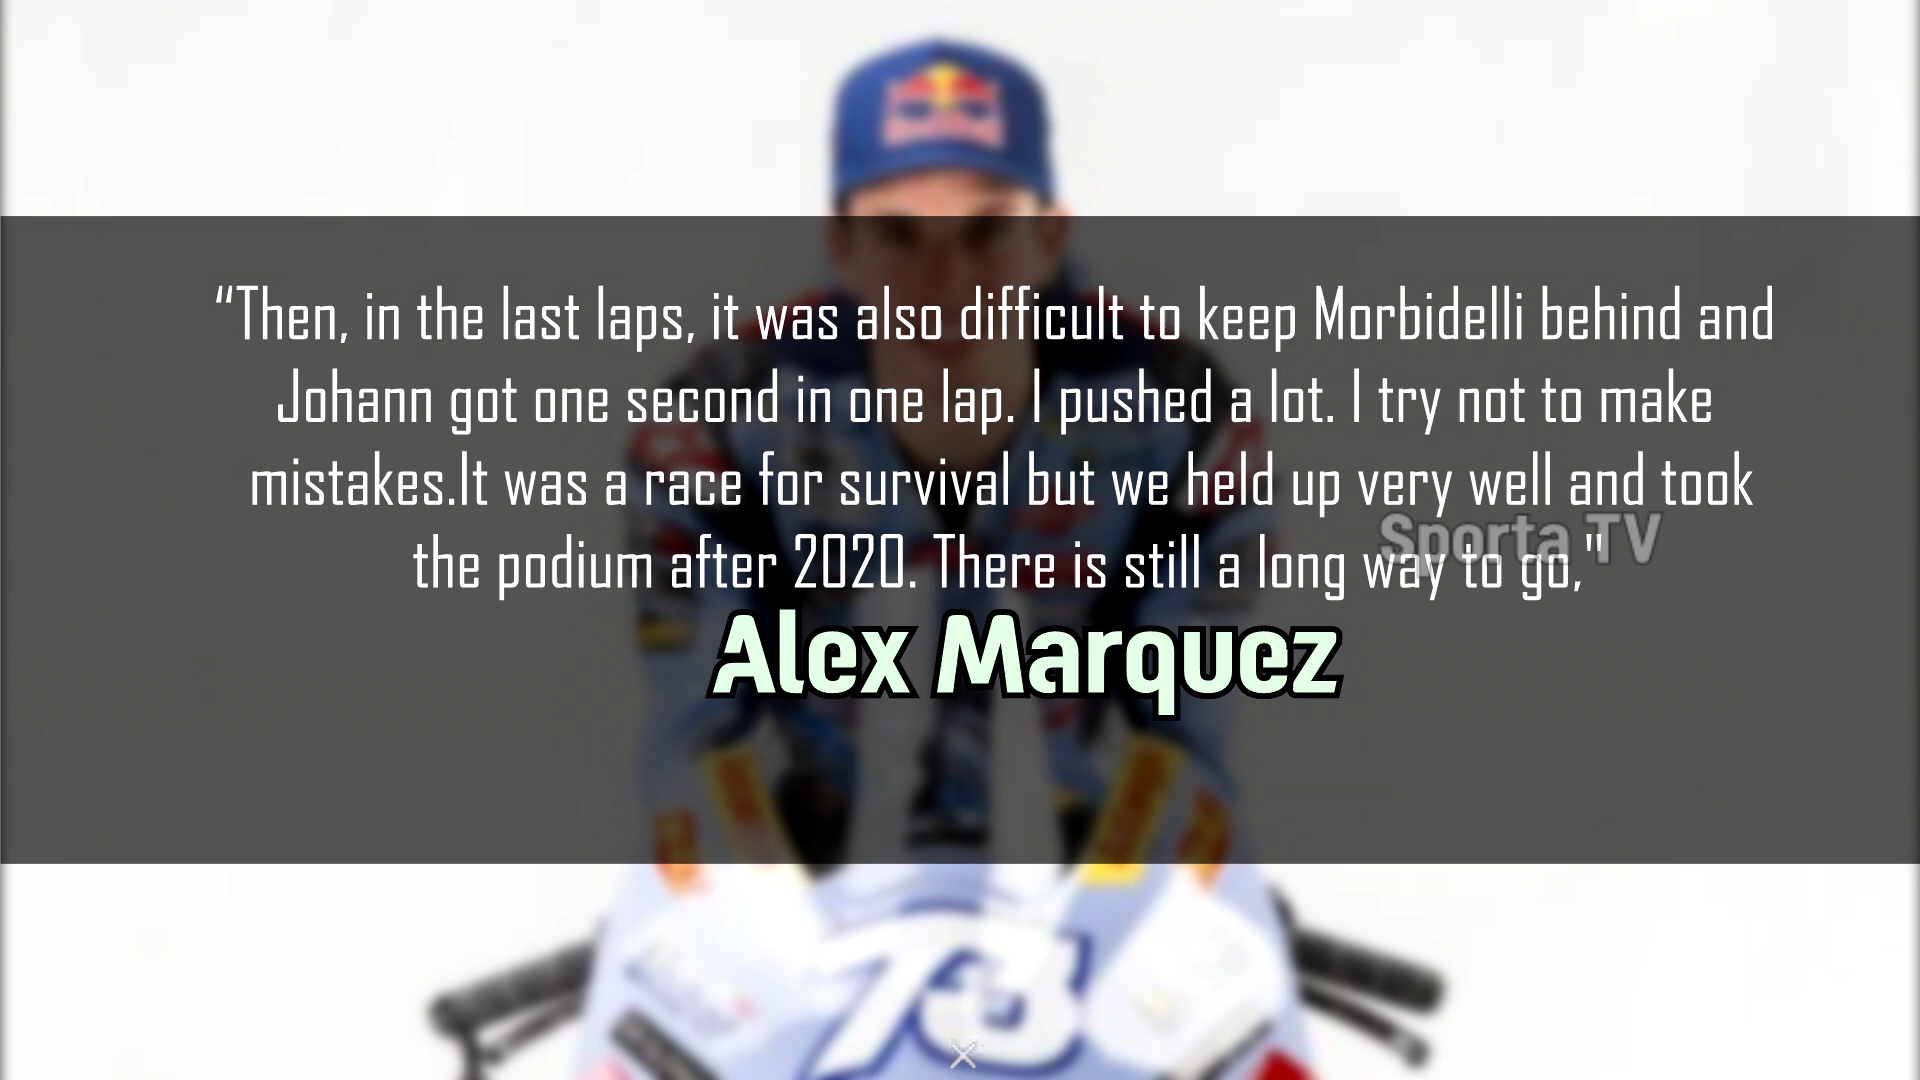 “Then, in the last laps, it was also difficult to keep Morbidelli behind and
Johann got one second in one lap. I pushed a lot. I try not to make
mistakes.It was a race for survival but we held up very well and took
the podium after 2020. There is still a long way to go,"
Sporta TV
Alex Marquez
73